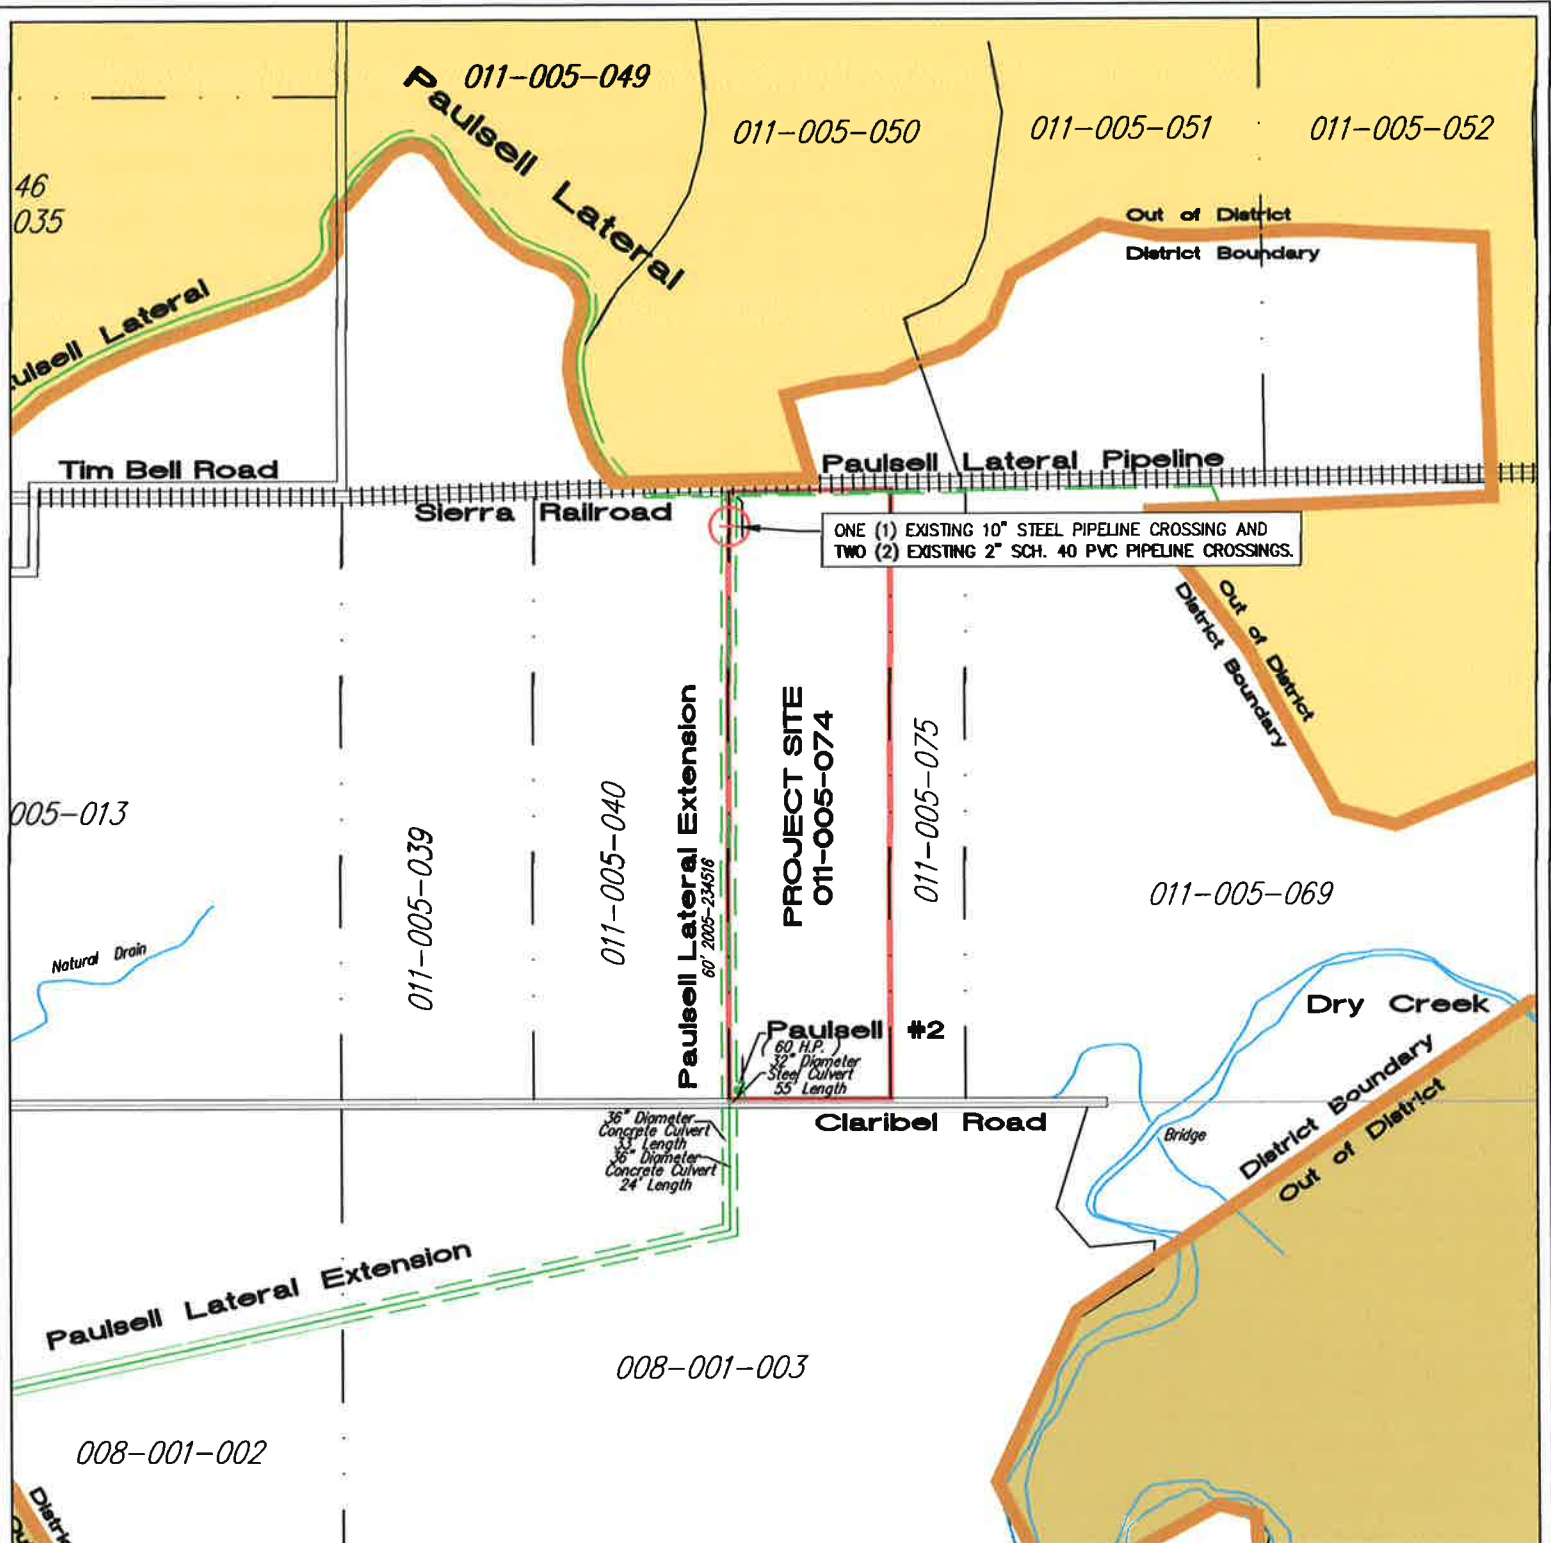 011-005-049
Paulsell Lateral
011-005-050
011-005-051
011-005-052
46
035
Out of District
District Boundary
Lateral
Tim Bell Road
Paulsell Lateral Pipeline
Sierra Railroad
ONE (1) EXISTING 10" STEEL PIPELINE CROSSING AND
TWO (2) EXISTING 2" SCH. 40 PVC PIPELINE CROSSINGS.
Out of District
District Boundary
005-013
011-005-039
011-005-040
Paulsell Lateral Extension
60' 2005-234516
PROJECT SITE
011-005-074
011-005-075
011-005-069
Natural Drain
Dry Creek
Paulsell #2
60 H.P.
32" Diameter
Steel Culvert
55' Length
Claribel Road
36" Diameter
Concrete Culvert
33' Length
36" Diameter
Concrete Culvert
24' Length
Bridge
District Boundary
Out of District
Paulsell Lateral Extension
008-001-003
008-001-002